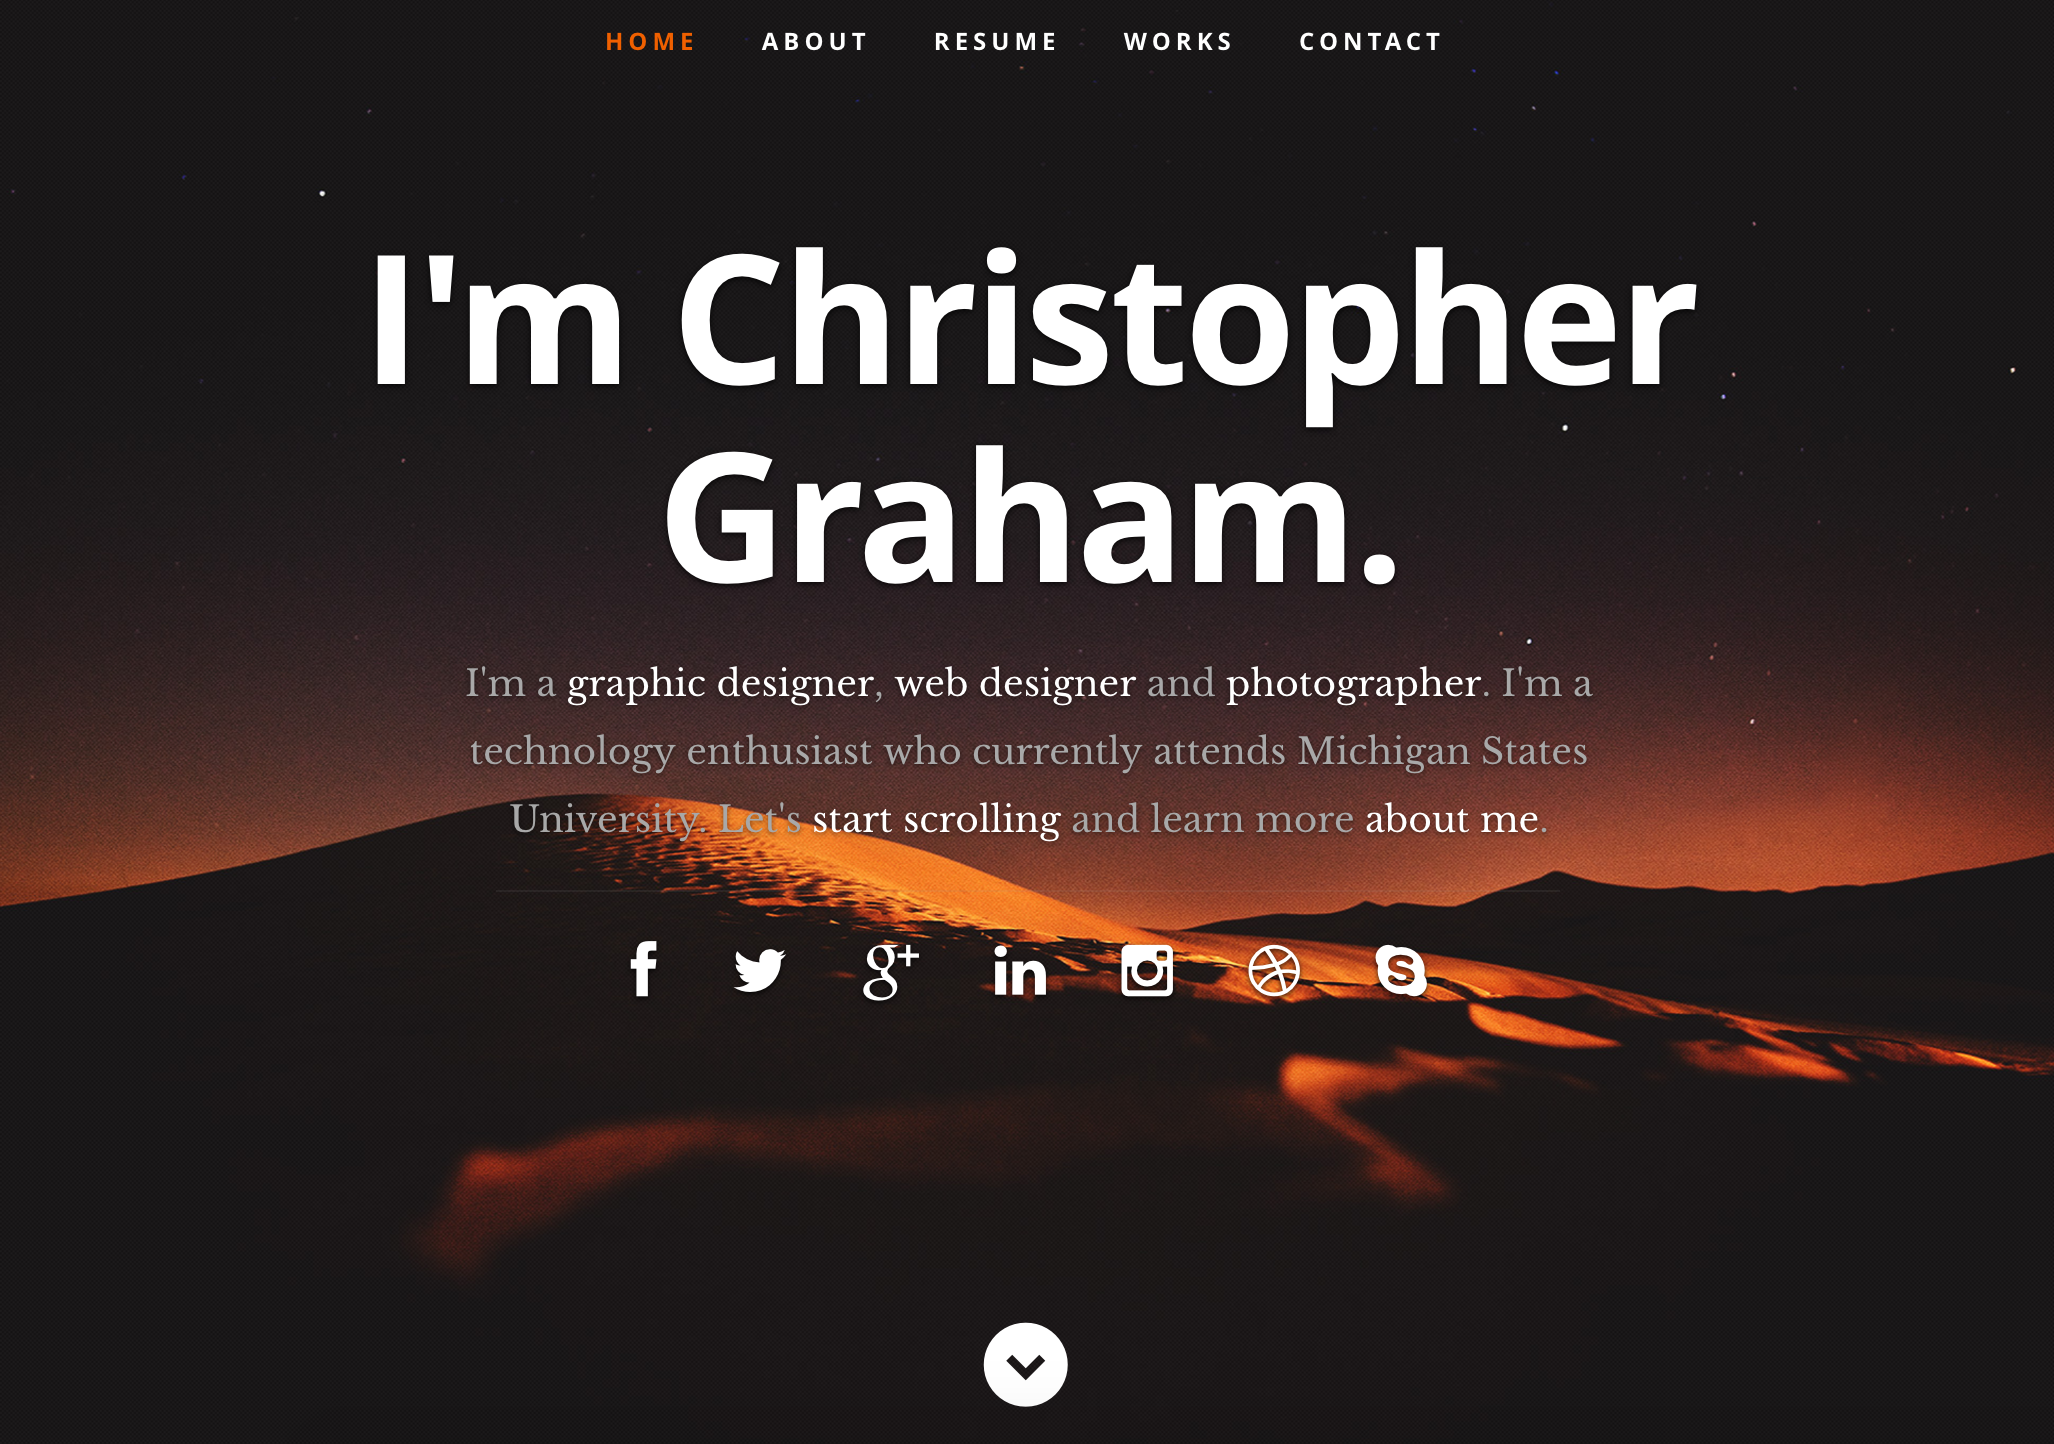 HOME ABOUT RESUME WORKS CONTACT
I'm Christopher
Graham.
I'm a graphic designer, web designer and photographer. I'm a
technology enthusiast who currently attends Michigan States
University. Let's start scrolling and learn more about me.